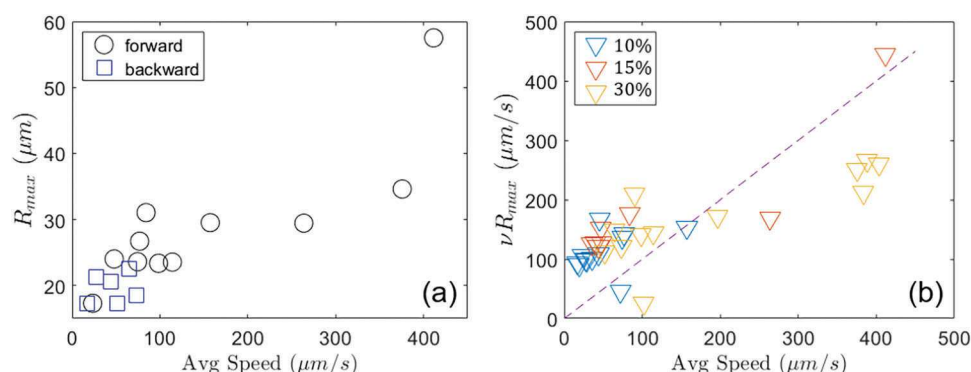 60
50
40
30
20
R_max (μm)
forward
backward
(a)
0 100 200 300 400
Avg Speed (μm/s)
500
400
300
200
100
0
νR_max (μm/s)
10%
15%
30%
(b)
0 100 200 300 400 500
Avg Speed (μm/s)